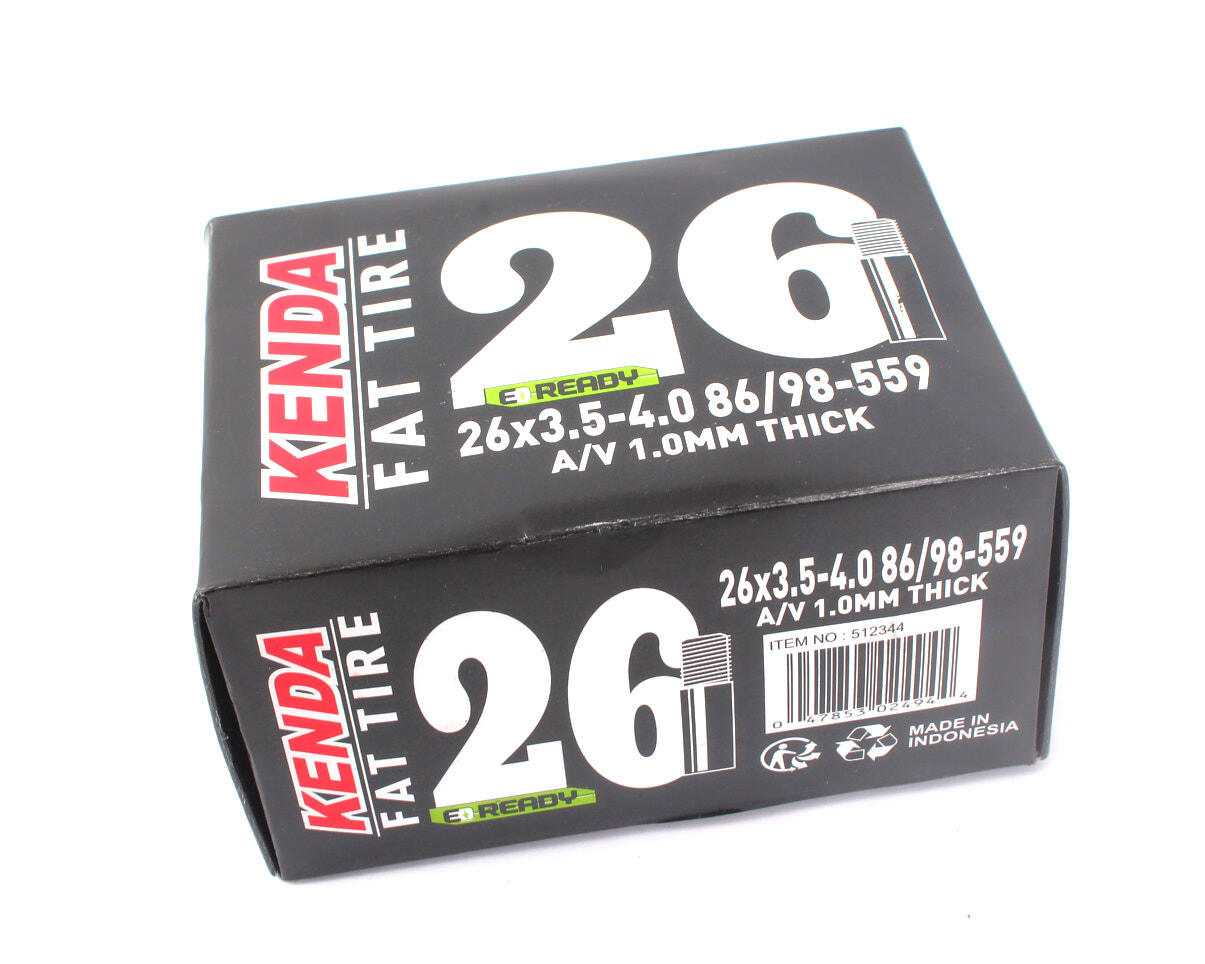 KENDA
FAT TIRE
26
READY
26x3.5-4.0 86/98-559
A/V 1.0MM THICK
KENDA
FAT TIRE
26
READY
26x3.5-4.0 86/98-559
A/V 1.0MM THICK
ITEM NO : 512344
0 47853 02494 4
MADE IN
INDONESIA